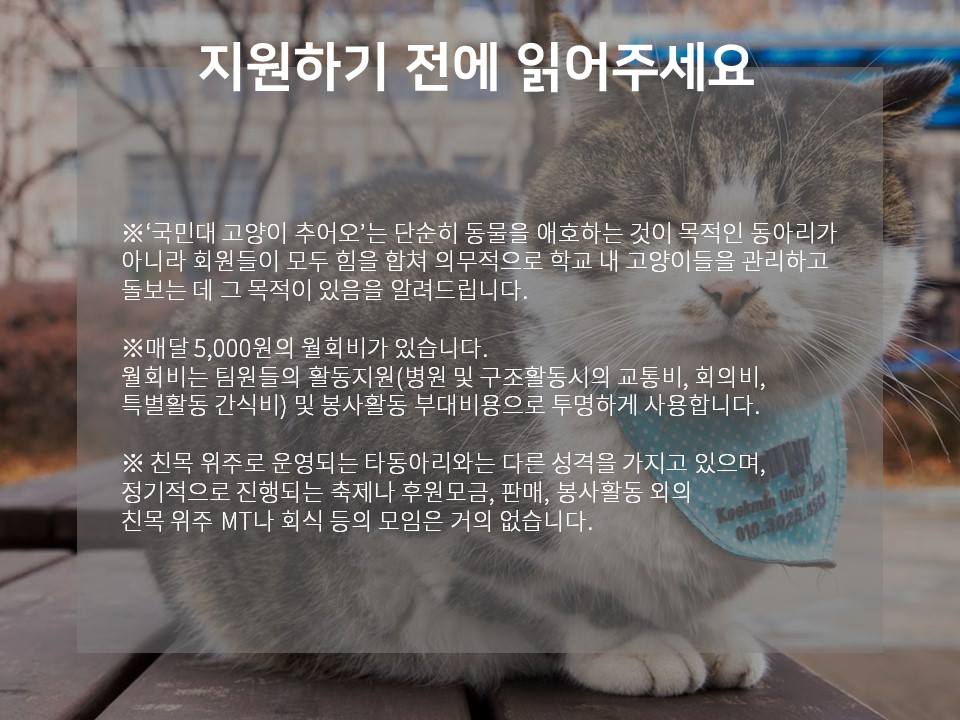 지원하기 전에 읽어주세요
※‘국민대 고양이 추어오’는 단순히 동물을 애호하는 것이 목적인 동아리가
아니라 회원들이 모두 힘을 합쳐 의무적으로 학교 내 고양이들을 관리하고
돌보는 데 그 목적이 있음을 알려드립니다.
※매달 5,000원의 월회비가 있습니다.
월회비는 팀원들의 활동지원(병원 및 구조활동시의 교통비, 회의비,
특별활동 간식비) 및 봉사활동 부대비용으로 투명하게 사용합니다.
※ 친목 위주로 운영되는 타동아리와는 다른 성격을 가지고 있으며,
정기적으로 진행되는 축제나 후원모금, 판매, 봉사활동 외의
친목 위주 MT나 회식 등의 모임은 거의 없습니다.
Kookmin Univ.